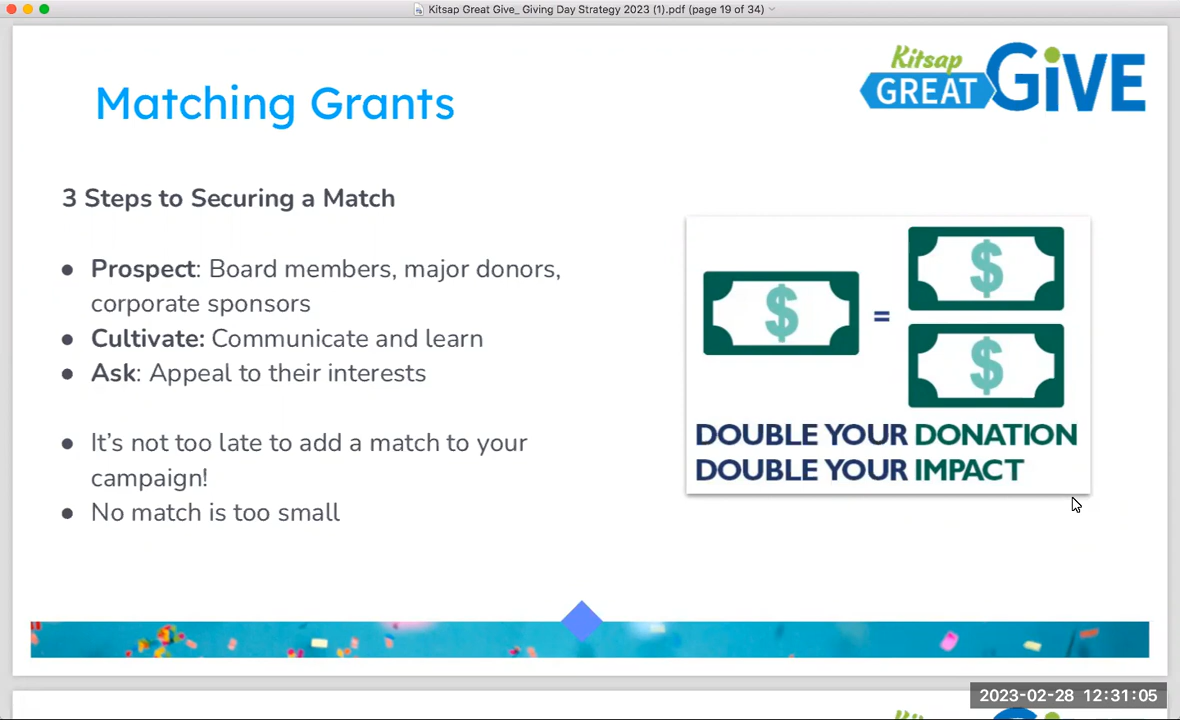 Kitsap Great Give_ Giving Day Strategy 2023 (1).pdf (page 19 of 34)
Kitsap
GREAT GiVE
Matching Grants
3 Steps to Securing a Match
● Prospect: Board members, major donors,
corporate sponsors
● Cultivate: Communicate and learn
● Ask: Appeal to their interests
● It’s not too late to add a match to your
campaign!
● No match is too small
$ = $
$
DOUBLE YOUR DONATION
DOUBLE YOUR IMPACT
2023-02-28 12:31:05